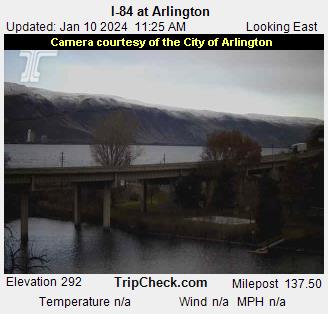 I-84 at Arlington
Updated: Jan 10 2024 11:25 AM Looking East
Camera courtesy of the City of Arlington
Elevation 292 TripCheck.com Milepost 137.50
Temperature n/a Wind n/a MPH n/a